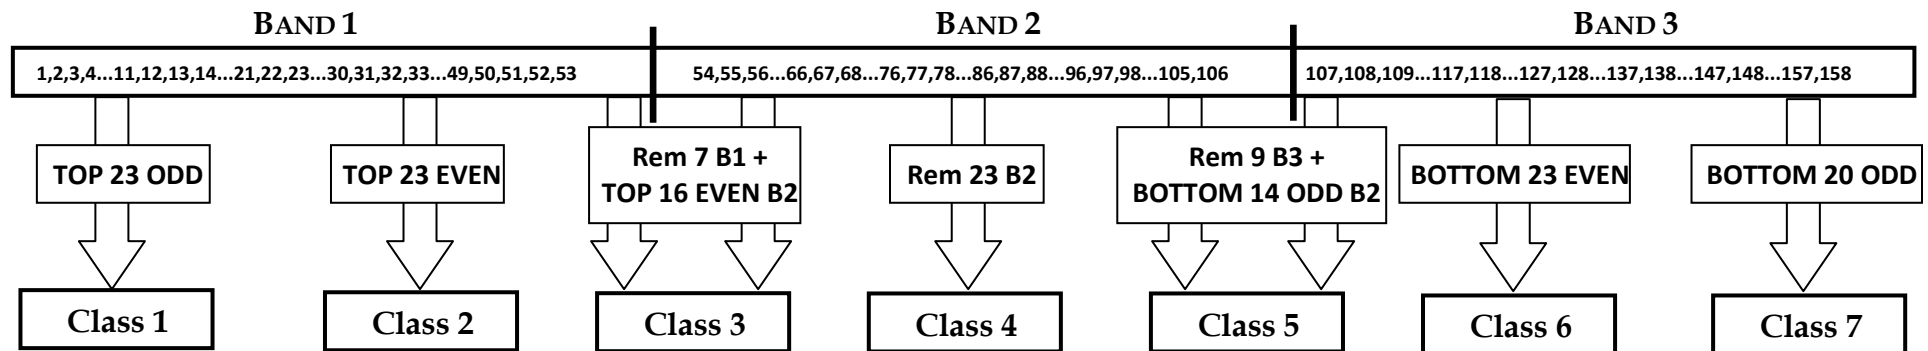 BAND 1
BAND 2
BAND 3
1,2,3,4...11,12,13,14...21,22,23...30,31,32,33...49,50,51,52,53
54,55,56...66,67,68...76,77,78...86,87,88...96,97,98...105,106
107,108,109...117,118...127,128...137,138...147,148...157,158
TOP 23 ODD
TOP 23 EVEN
Rem 7 B1 +
TOP 16 EVEN B2
Rem 23 B2
Rem 9 B3 +
BOTTOM 14 ODD B2
BOTTOM 23 EVEN
BOTTOM 20 ODD
Class 1
Class 2
Class 3
Class 4
Class 5
Class 6
Class 7